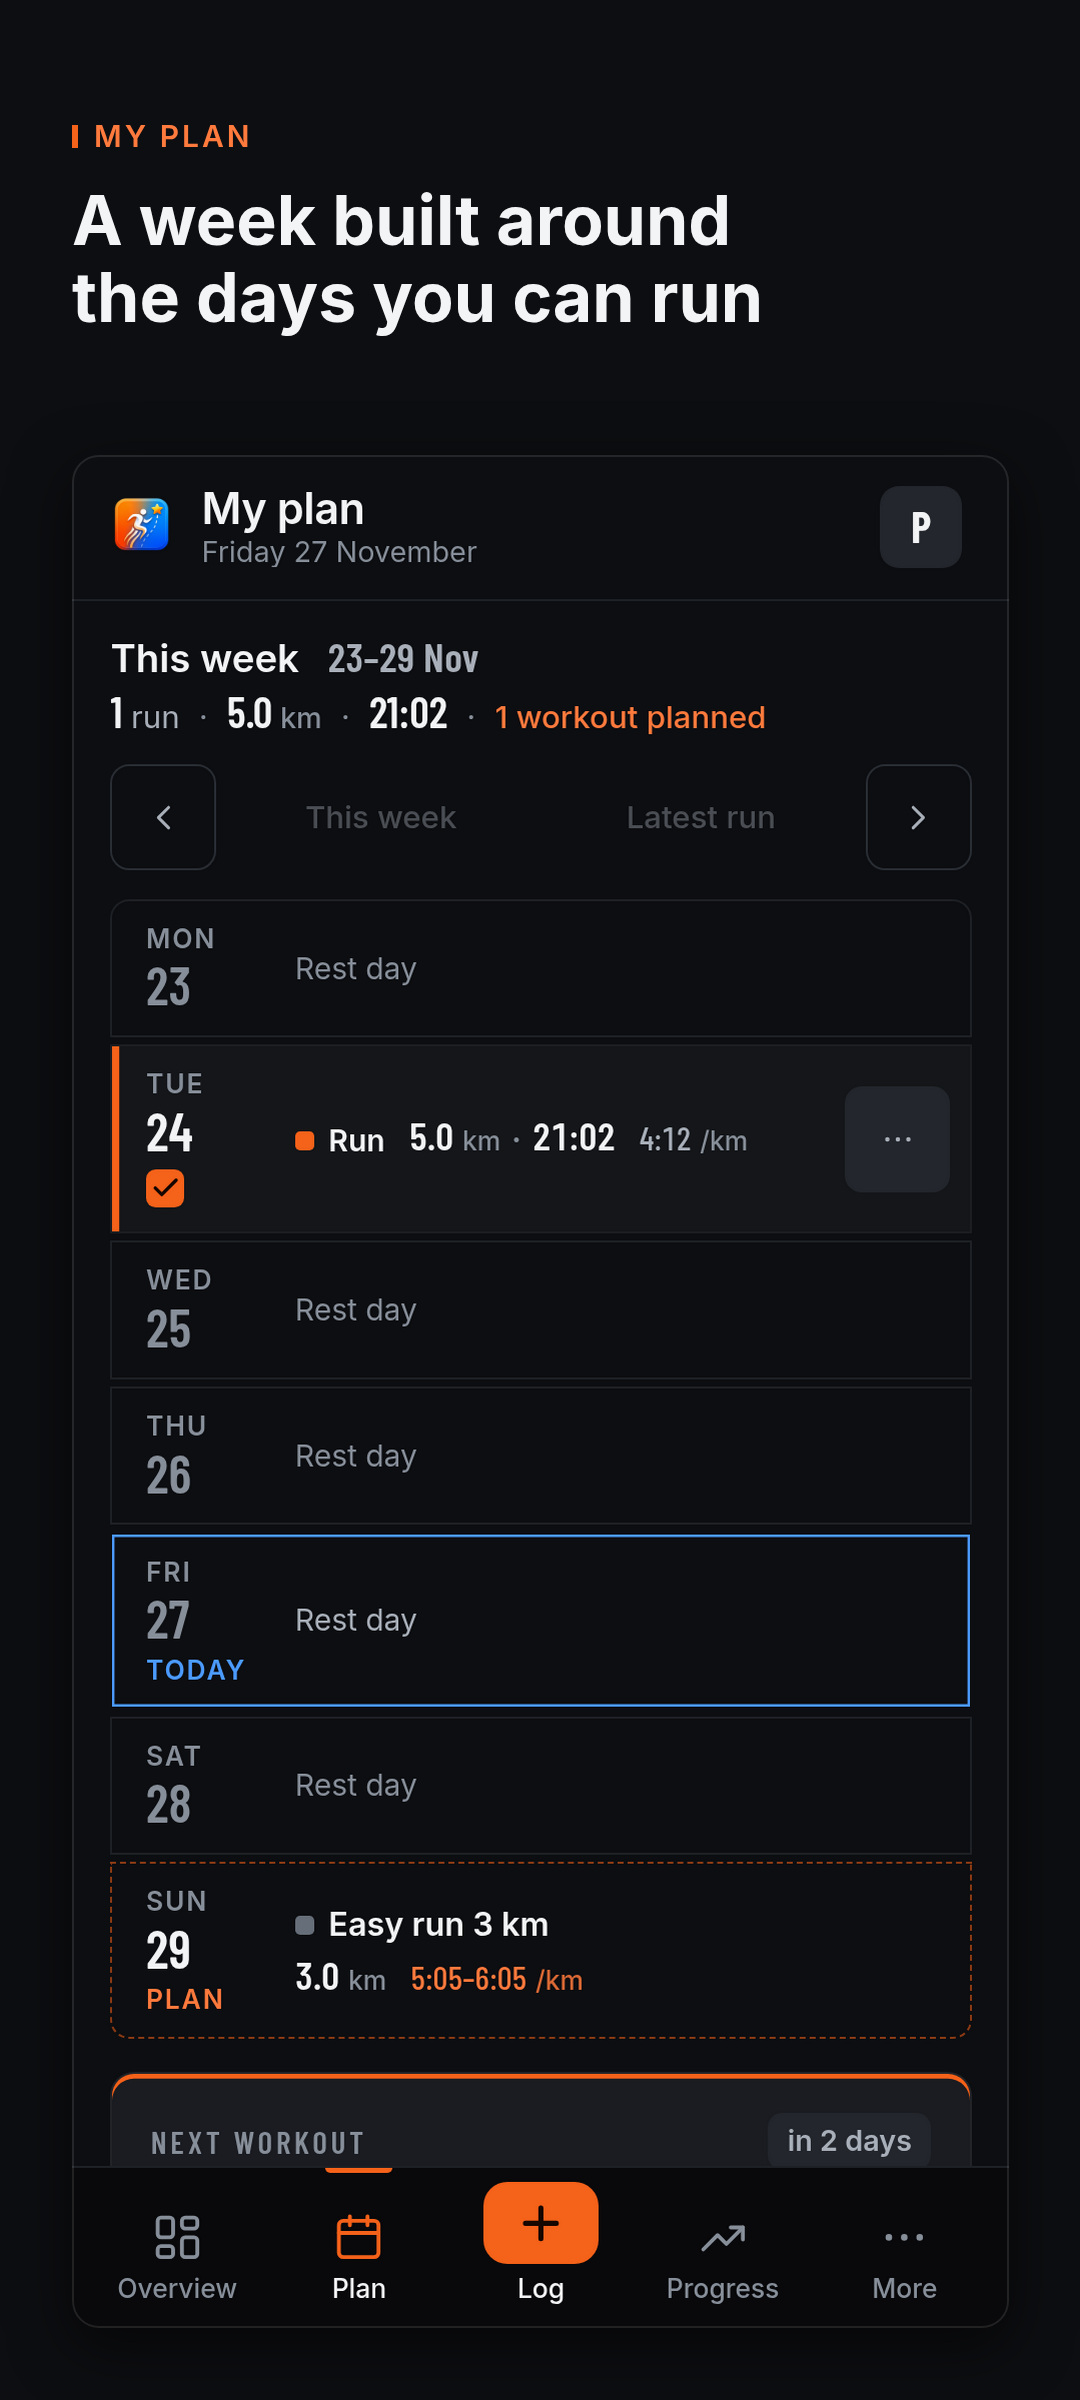 MY PLAN
A week built around
the days you can run
My plan
Friday 27 November
P
This week 23–29 Nov
1 run · 5.0 km · 21:02 · 1 workout planned
This week Latest run
MON
23
Rest day
TUE
24
Run 5.0 km · 21:02 4:12 /km
WED
25
Rest day
THU
26
Rest day
FRI
27
TODAY
Rest day
SAT
28
Rest day
SUN
29
PLAN
Easy run 3 km
3.0 km 5:05–6:05 /km
NEXT WORKOUT in 2 days
Overview Plan Log Progress More